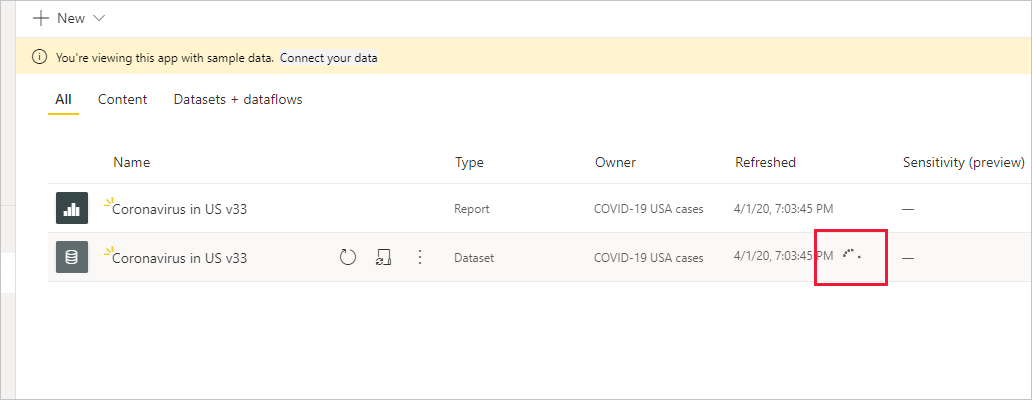 New
You're viewing this app with sample data. Connect your data
All Content Datasets + dataflows
Name Type Owner Refreshed Sensitivity (preview)
Coronavirus in US v33 Report COVID-19 USA cases 4/1/20, 7:03:45 PM —
Coronavirus in US v33 Dataset COVID-19 USA cases 4/1/20, 7:03:45 PM —